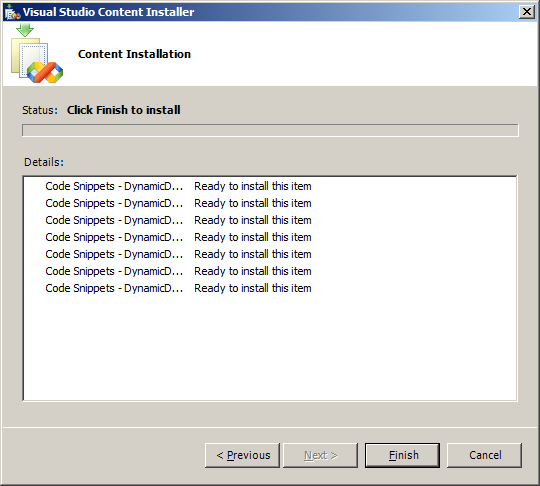 Visual Studio Content Installer
Content Installation
Status: Click Finish to install
Details:
Code Snippets - DynamicD... Ready to install this item
Code Snippets - DynamicD... Ready to install this item
Code Snippets - DynamicD... Ready to install this item
Code Snippets - DynamicD... Ready to install this item
Code Snippets - DynamicD... Ready to install this item
Code Snippets - DynamicD... Ready to install this item
Code Snippets - DynamicD... Ready to install this item
< Previous Next > Finish Cancel